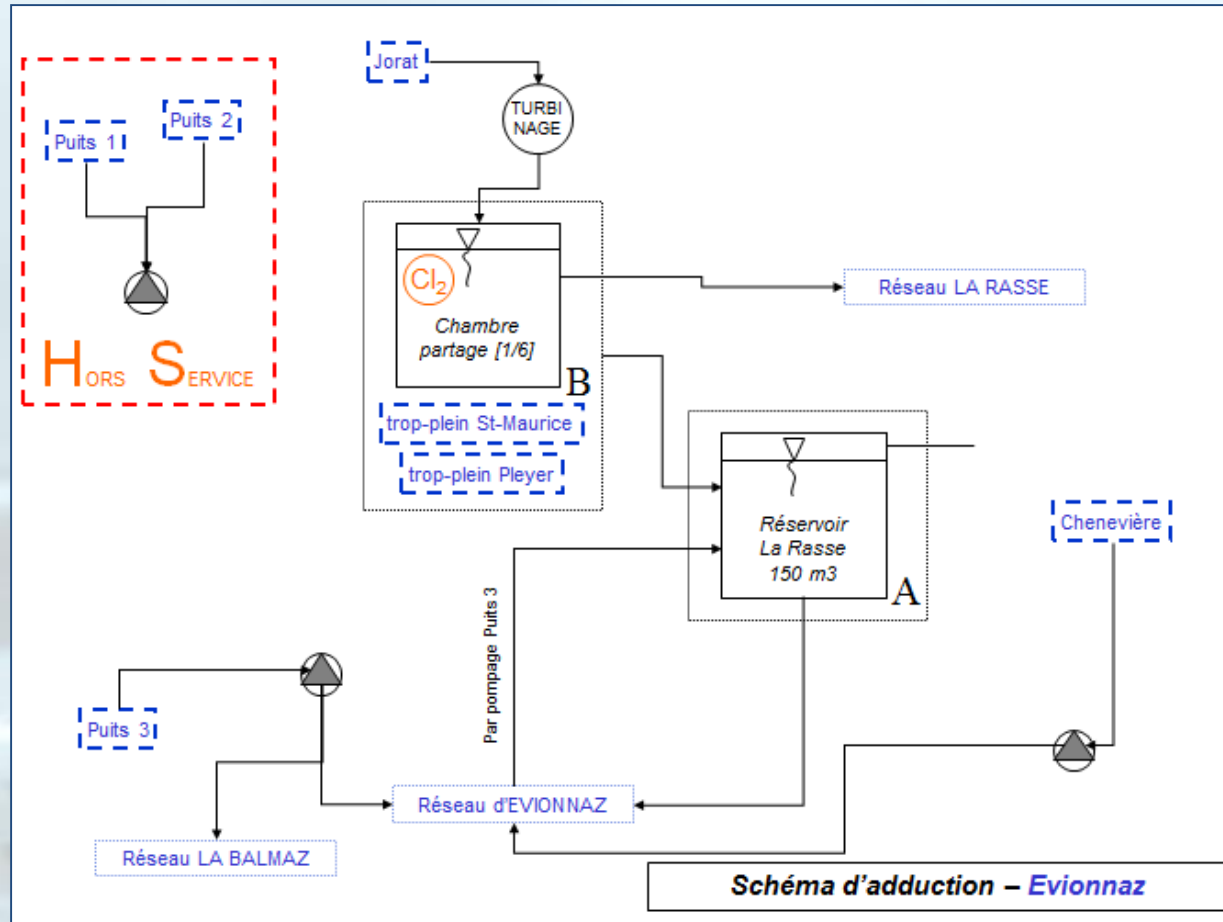 Jorat
TURBI
NAGE
Puits 1
Puits 2
HORS SERVICE
Cl2
Chambre
partage [1/6]
B
trop-plein St-Maurice
trop-plein Pleyer
Réseau LA RASSE
Réservoir
La Rasse
150 m3
A
Chenevière
Par pompage Puits 3
Puits 3
Réseau d'EVIONNAZ
Réseau LA BALMAZ
Schéma d'adduction – Evionnaz